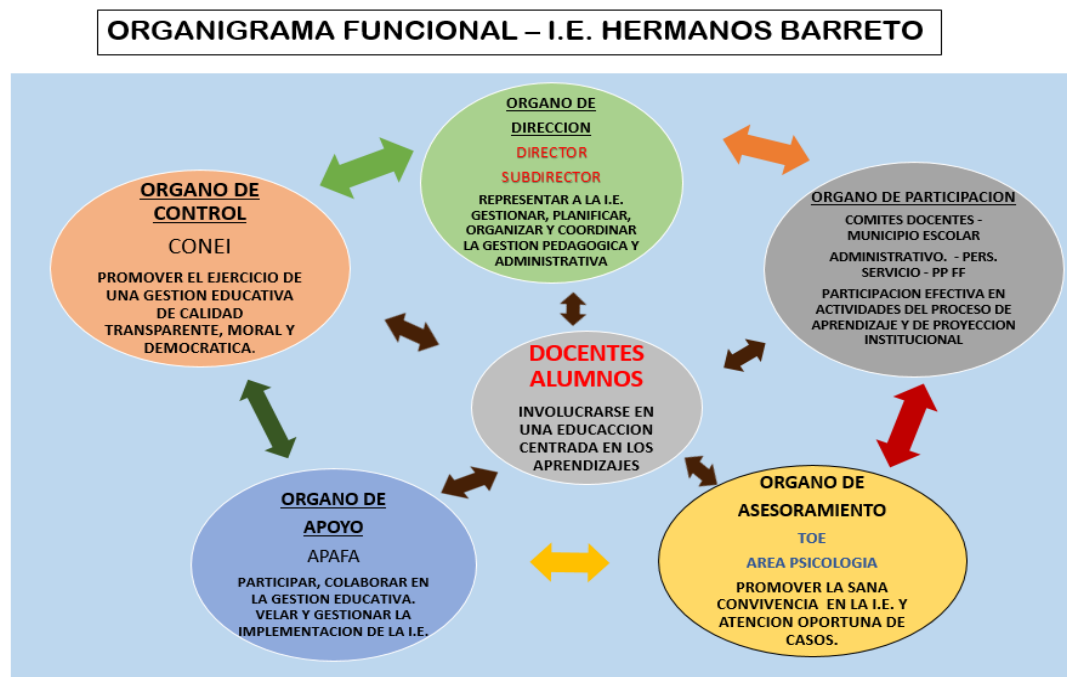 ORGANIGRAMA FUNCIONAL – I.E. HERMANOS BARRETO
ORGANO DE
DIRECCION
DIRECTOR
SUBDIRECTOR
REPRESENTAR A LA I.E.
GESTIONAR, PLANIFICAR,
ORGANIZAR Y COORDINAR
LA GESTION PEDAGOGICA Y
ADMINISTRATIVA
ORGANO DE
CONTROL
CONEI
PROMOVER EL EJERCICIO DE
UNA GESTION EDUCATIVA
DE CALIDAD
TRANSPARENTE, MORAL Y
DEMOCRATICA.
ORGANO DE PARTICIPACION
COMITES DOCENTES -
MUNICIPIO ESCOLAR
ADMINISTRATIVO. - PERS.
SERVICIO - PP FF
PARTICIPACION EFECTIVA EN
ACTIVIDADES DEL PROCESO DE
APRENDIZAJE Y DE PROYECCION
INSTITUCIONAL
DOCENTES
ALUMNOS
INVOLUCRARSE EN
UNA EDUCACCION
CENTRADA EN LOS
APRENDIZAJES
ORGANO DE
APOYO
APAFA
PARTICIPAR, COLABORAR EN
LA GESTION EDUCATIVA.
VELAR Y GESTIONAR LA
IMPLEMENTACION DE LA I.E.
ORGANO DE
ASESORAMIENTO
TOE
AREA PSICOLOGIA
PROMOVER LA SANA
CONVIVENCIA EN LA I.E. Y
ATENCION OPORTUNA DE
CASOS.